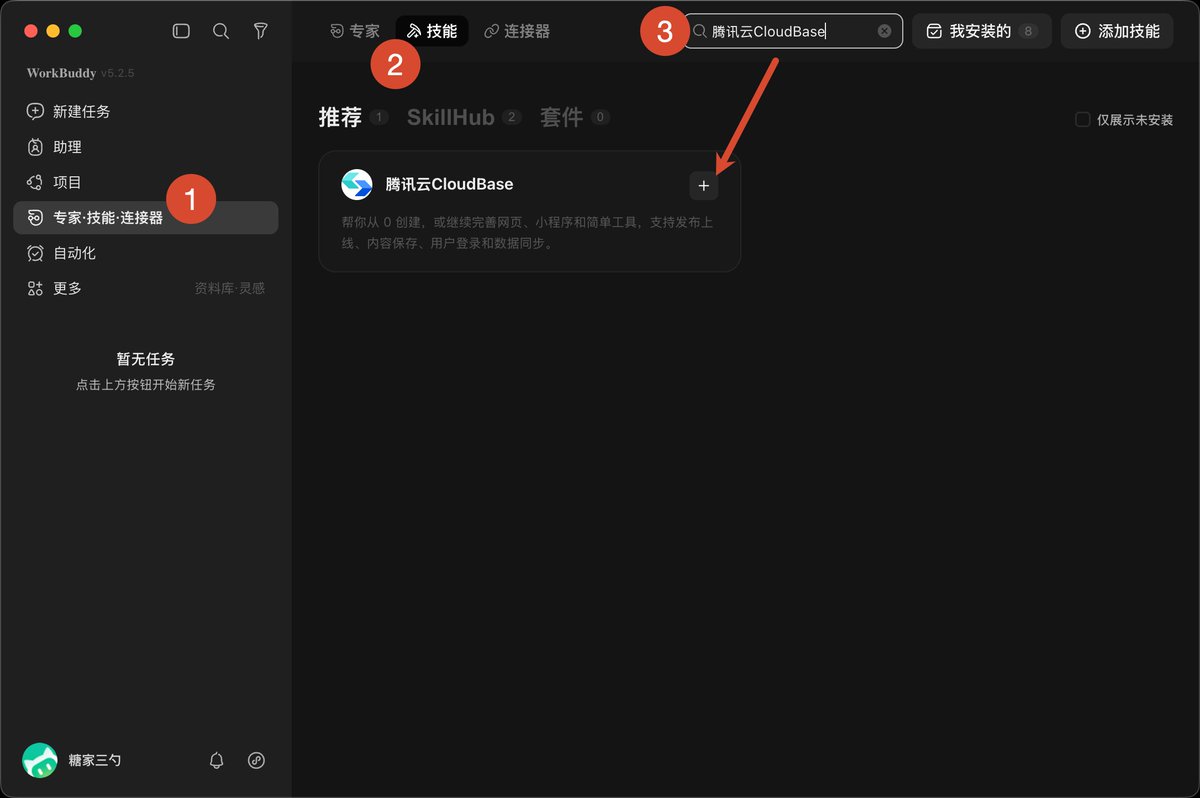 WorkBuddy v5.2.5
新建任务
助理
项目
1
专家·技能·连接器
自动化
更多 资料库·灵感
暂无任务
点击上方按钮开始新任务
糖家三勺
专家 技能 连接器
2
3
腾讯云CloudBase
我安装的 8
添加技能
推荐 1 SkillHub 2 套件 0
仅展示未安装
腾讯云CloudBase
+
帮你从 0 创建，或继续完善网页、小程序和简单工具，支持发布上
线、内容保存、用户登录和数据同步。